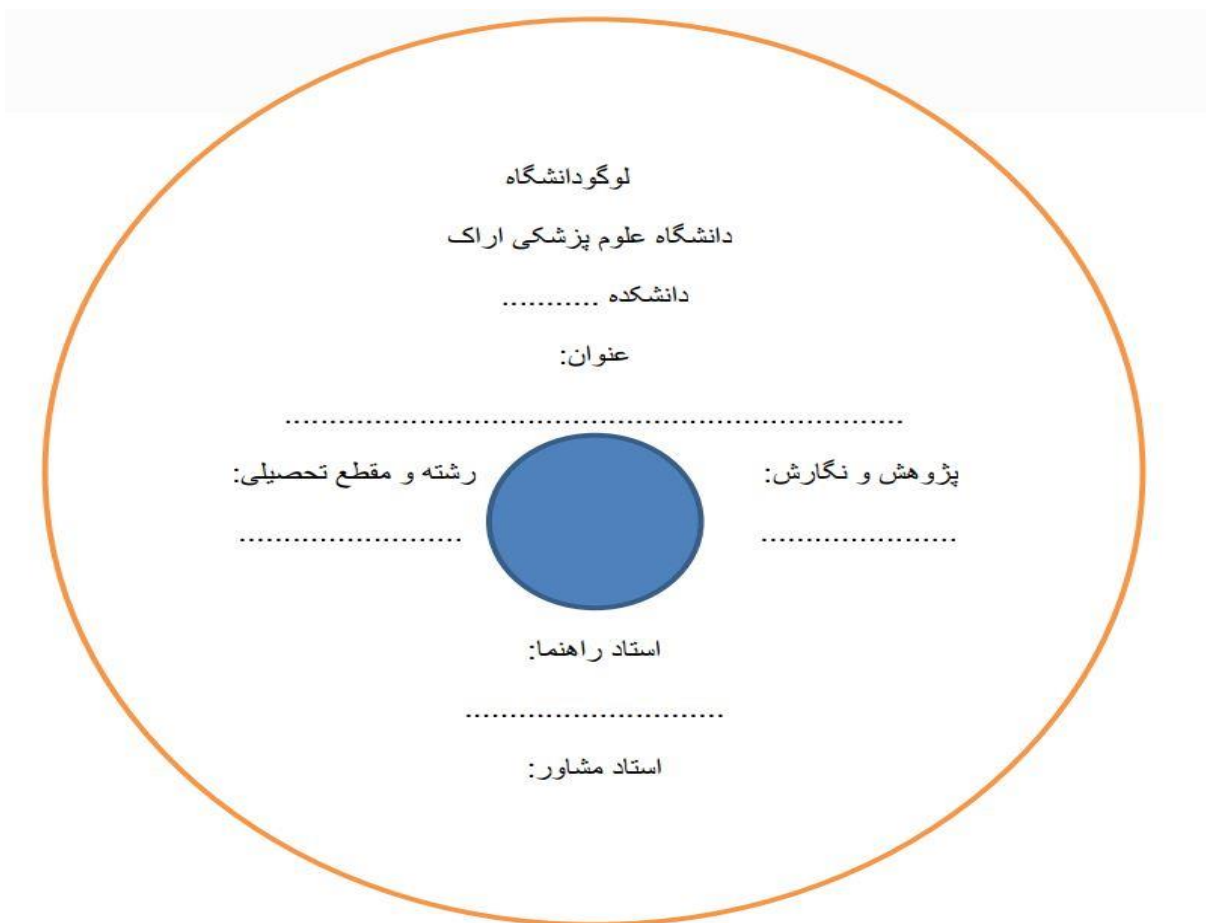 لوگودانشگاه
دانشگاه علوم پزشکی اراک
دانشکده ...........
عنوان:
.....................................................................
پژوهش و نگارش: رشته و مقطع تحصیلی:
...................... .........................
استاد راهنما:
.............................
استاد مشاور: